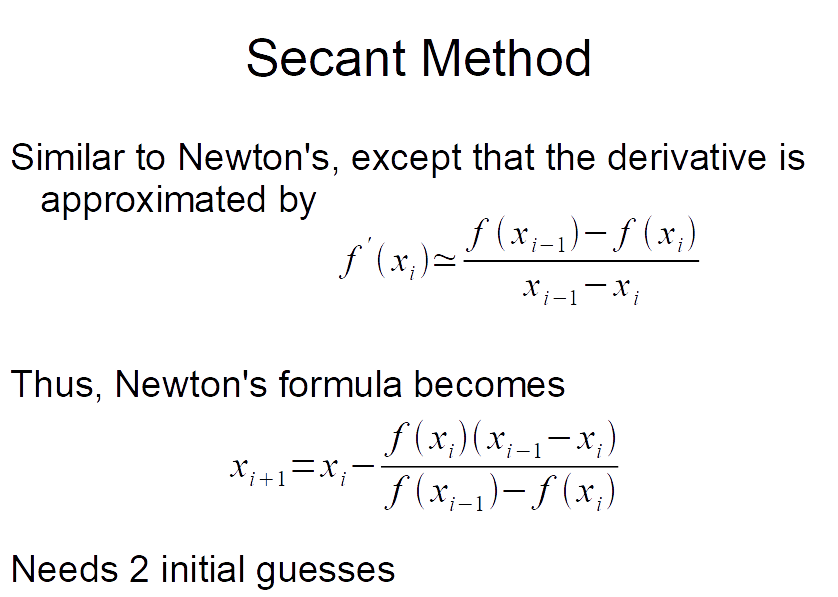 Secant Method
Similar to Newton's, except that the derivative is
approximated by
f'(x_i)≃\frac{f(x_{i−1})−f(x_i)}{x_{i−1}−x_i}
Thus, Newton's formula becomes
x_{i+1}=x_i−\frac{f(x_i)(x_{i−1}−x_i)}{f(x_{i−1})−f(x_i)}
Needs 2 initial guesses